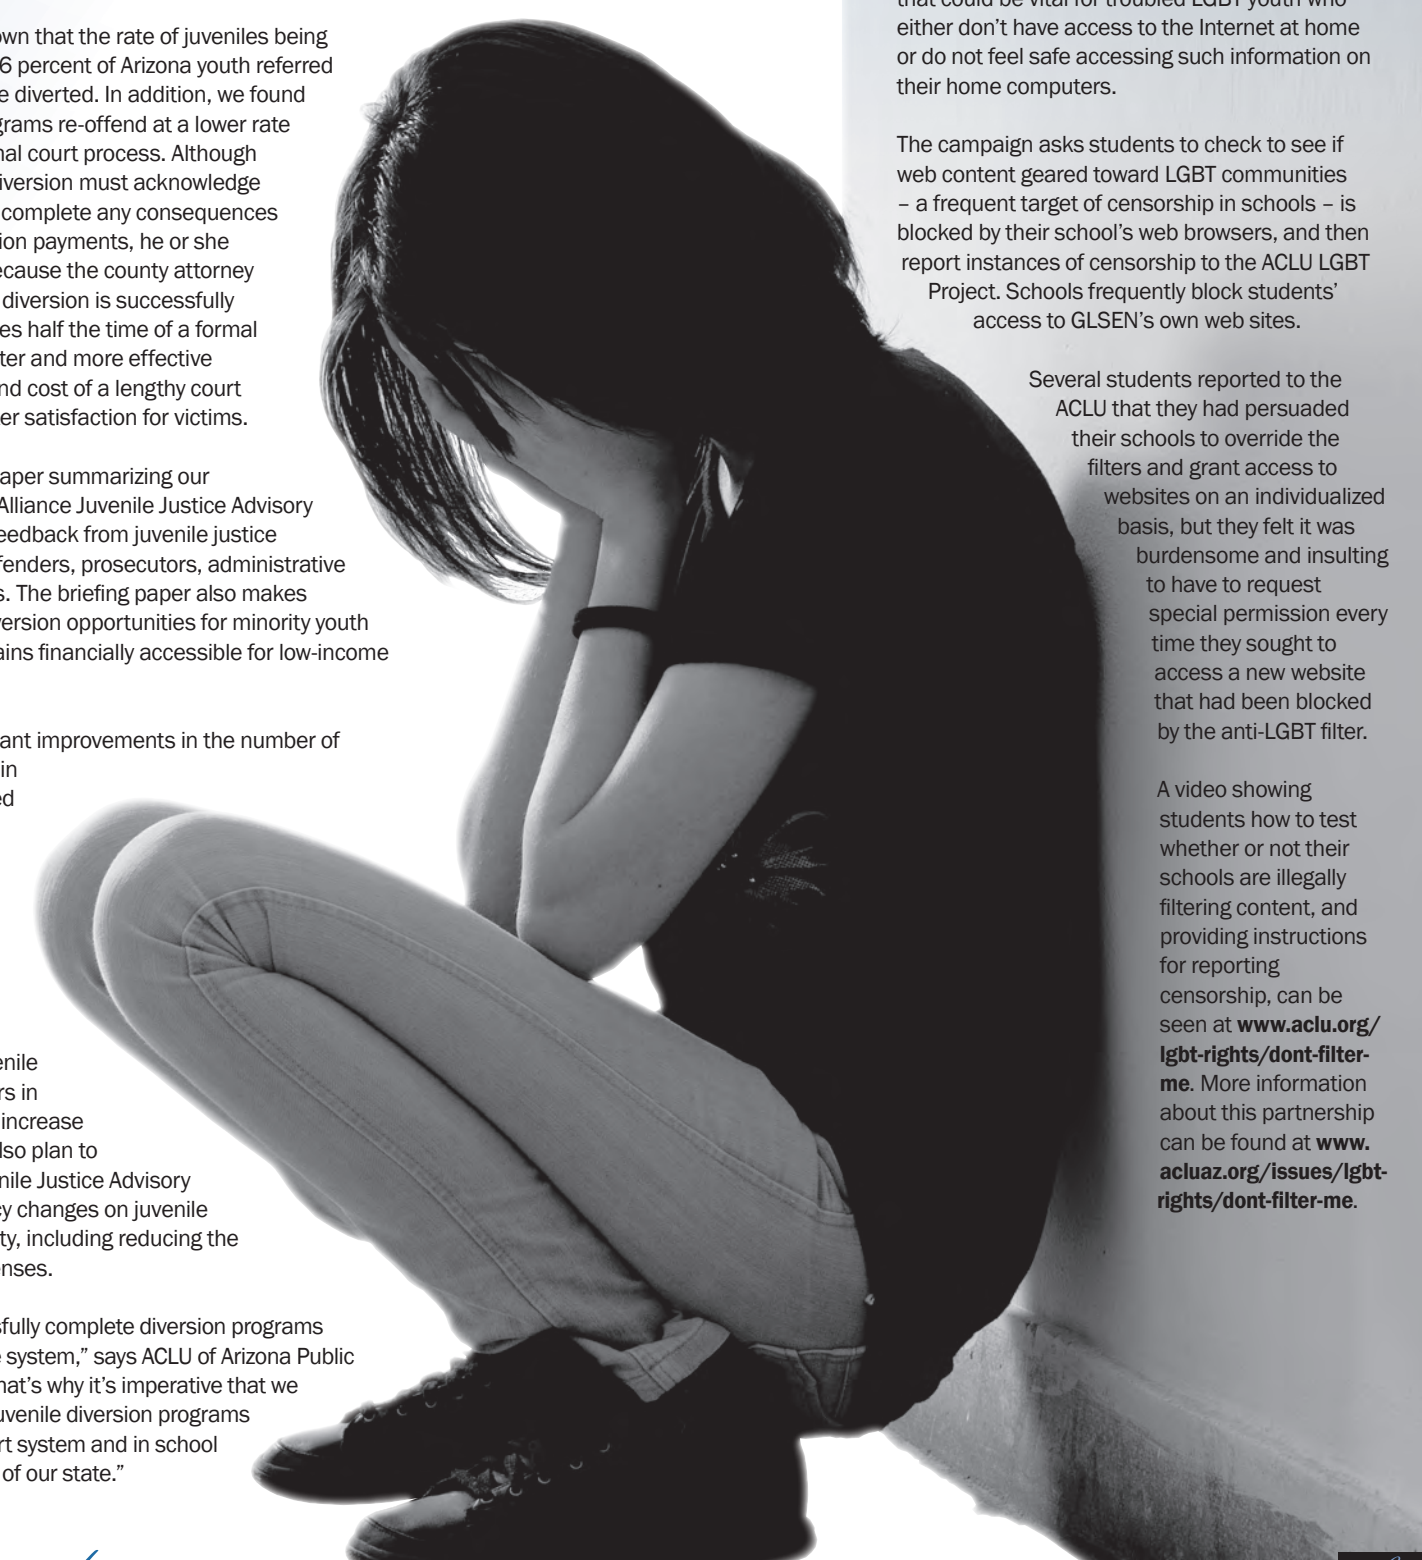 own that the rate of juveniles being
6 percent of Arizona youth referred
e diverted. In addition, we found
grams re-offend at a lower rate
nal court process. Although
iversion must acknowledge
complete any consequences
ion payments, he or she
ecause the county attorney
diversion is successfully
es half the time of a formal
ter and more effective
nd cost of a lengthy court
er satisfaction for victims.
aper summarizing our
Alliance Juvenile Justice Advisory
eedback from juvenile justice
fenders, prosecutors, administrative
s. The briefing paper also makes
version opportunities for minority youth
ains financially accessible for low-income
ant improvements in the number of
in
ed
enile
rs in
increase
lso plan to
nile Justice Advisory
cy changes on juvenile
ty, including reducing the
enses.
sfully complete diversion programs
e system,” says ACLU of Arizona Public
hat’s why it’s imperative that we
uvenile diversion programs
rt system and in school
of our state.”
that could be vital for troubled LGBT youth who
either don’t have access to the Internet at home
or do not feel safe accessing such information on
their home computers.
The campaign asks students to check to see if
web content geared toward LGBT communities
– a frequent target of censorship in schools – is
blocked by their school’s web browsers, and then
report instances of censorship to the ACLU LGBT
Project. Schools frequently block students’
access to GLSEN’s own web sites.
Several students reported to the
ACLU that they had persuaded
their schools to override the
filters and grant access to
websites on an individualized
basis, but they felt it was
burdensome and insulting
to have to request
special permission every
time they sought to
access a new website
that had been blocked
by the anti-LGBT filter.
A video showing
students how to test
whether or not their
schools are illegally
filtering content, and
providing instructions
for reporting
censorship, can be
seen at www.aclu.org/
lgbt-rights/dont-filter-
me. More information
about this partnership
can be found at www.
acluaz.org/issues/lgbt-
rights/dont-filter-me.